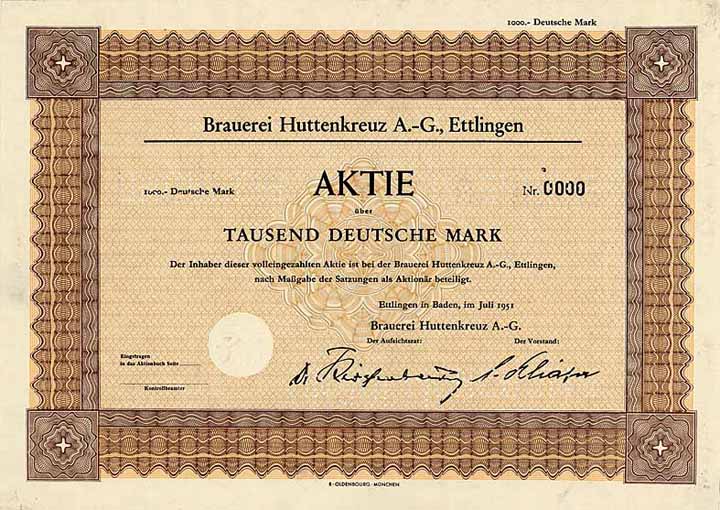 1000.- Deutsche Mark
Brauerei Huttenkreuz A.-G., Ettlingen
1000.- Deutsche Mark
AKTIE
Nr. 0000
über
TAUSEND DEUTSCHE MARK
Der Inhaber dieser volleingezahlten Aktie ist bei der Brauerei Huttenkreuz A.-G., Ettlingen,
nach Maßgabe der Satzungen als Aktionär beteiligt.
Ettlingen in Baden, im Juli 1951
Brauerei Huttenkreuz A.-G.
Der Aufsichtsrat: Der Vorstand:
Eingetragen
in das Aktienbuch Seite
Kontrollbeamter
R · OLDENBOURG · MÜNCHEN